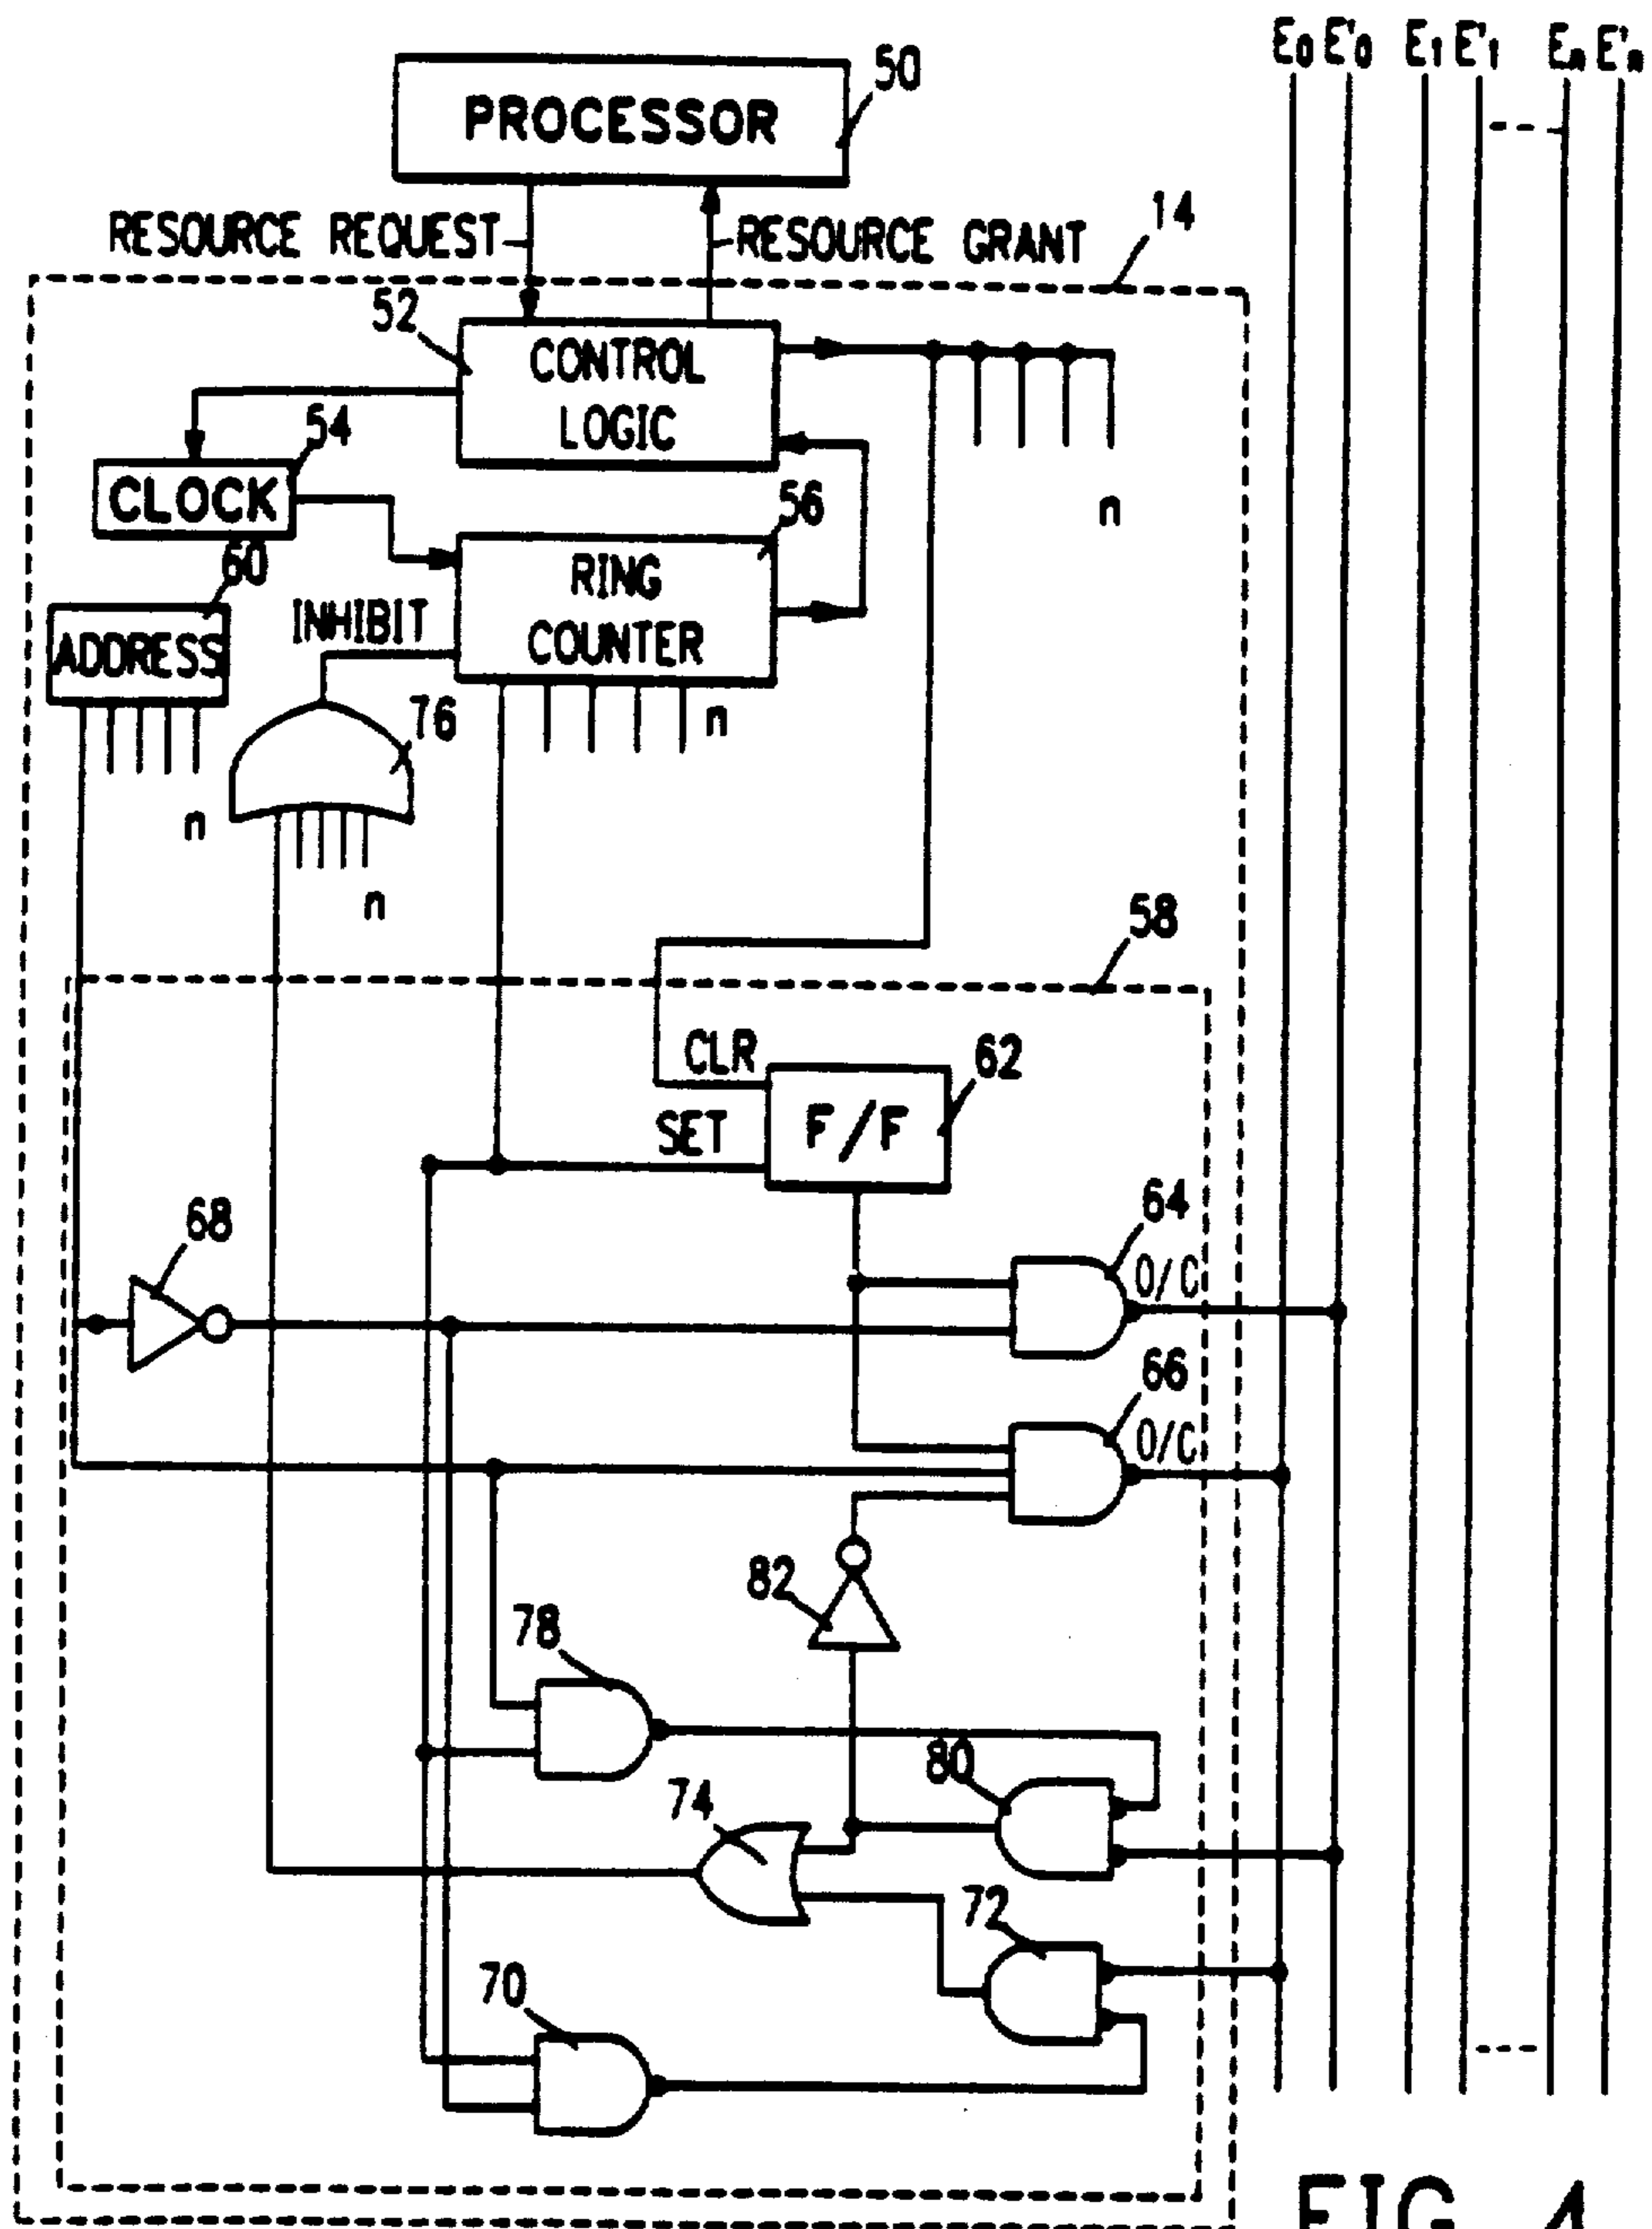 E0 E'0 E1 E'1 En E'n
PROCESSOR
50
RESOURCE REQUEST
RESOURCE GRANT
14
52
CONTROL
LOGIC
54
CLOCK
n
56
60
RING
COUNTER
INHIBIT
ADDRESS
76
n
n
n
58
CLR
62
SET
F/F
68
64
O/C
66
O/C
82
78
80
74
72
70
FIG. 4